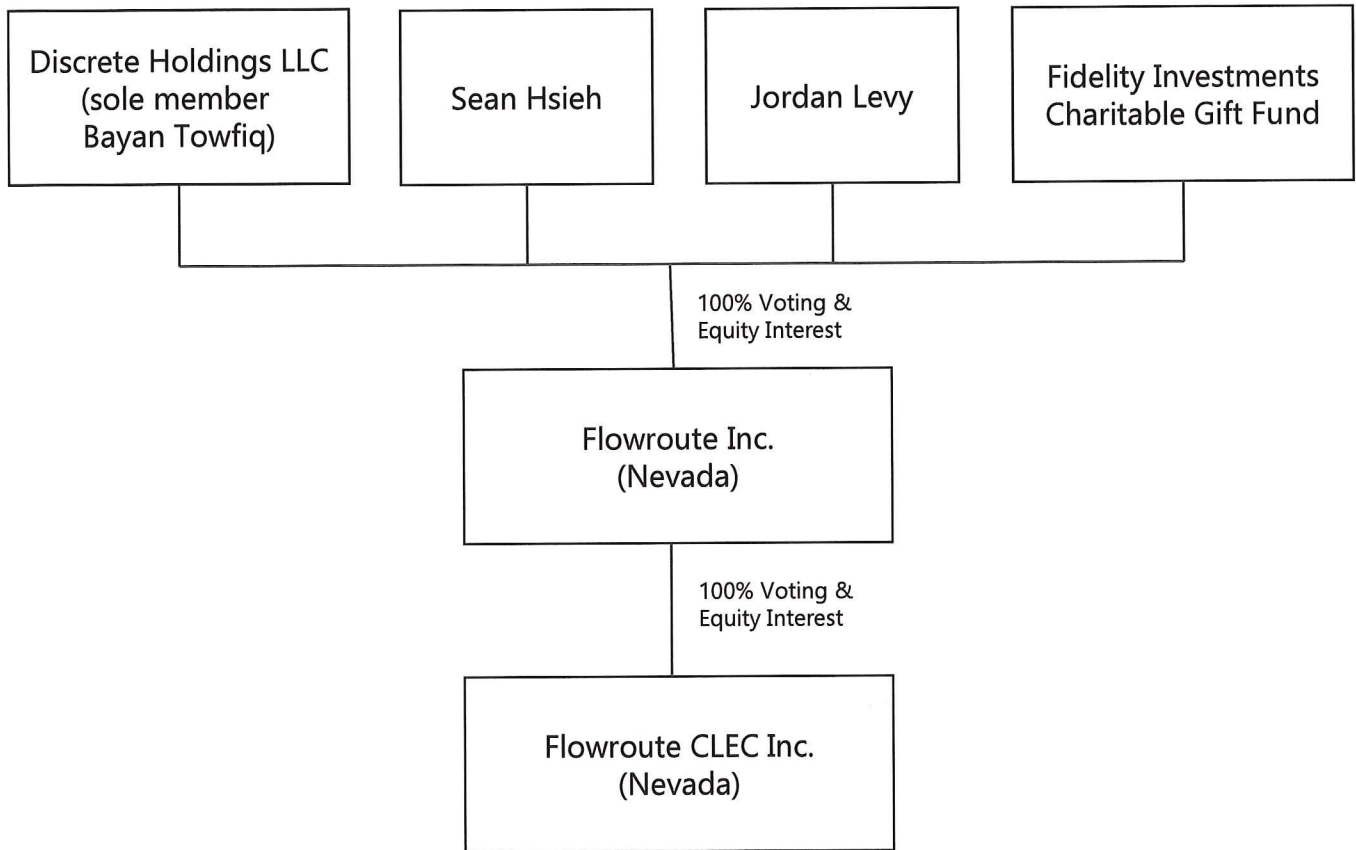 Discrete Holdings LLC
(sole member
Bayan Towfiq)
Sean Hsieh
Jordan Levy
Fidelity Investments
Charitable Gift Fund
100% Voting &
Equity Interest
Flowroute Inc.
(Nevada)
100% Voting &
Equity Interest
Flowroute CLEC Inc.
(Nevada)